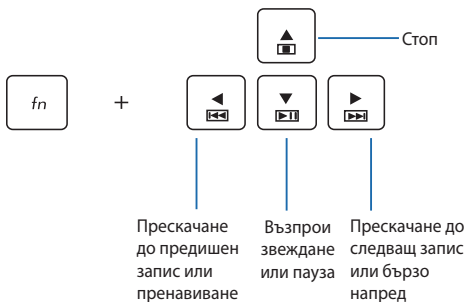 Стоп
fn +
Прескачане
до предишен
запис или
пренавиване
Възпрои
звеждане
или пауза
Прескачане до
следващ запис
или бързо
напред